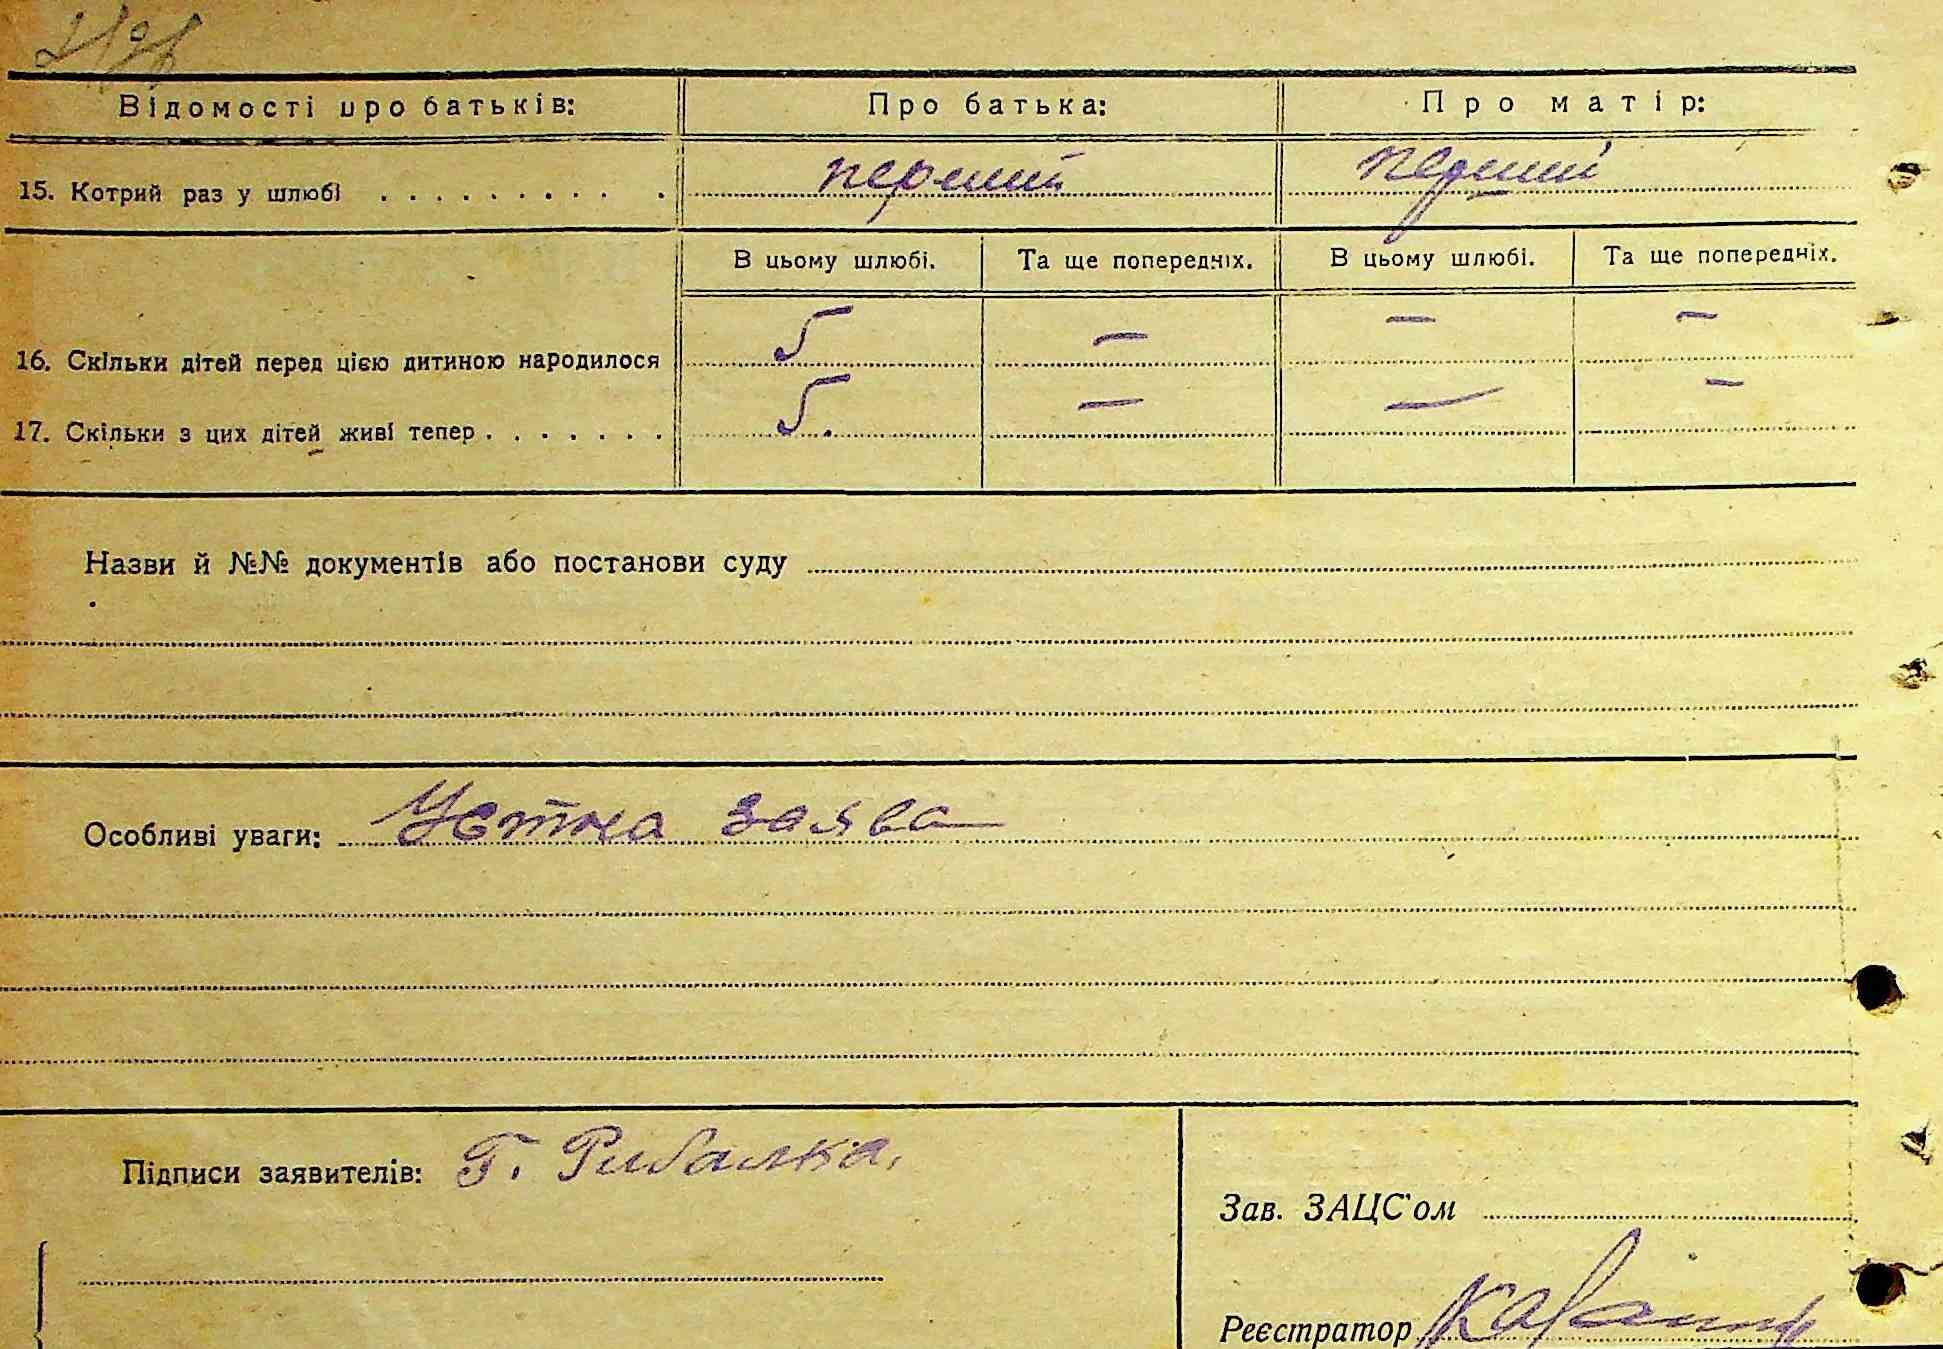 Відомості про батьків: Про батька: Про матір:
15. Котрий раз у шлюбі . . . . . . . . . . перший перший
В цьому шлюбі. Та ще попередніх. В цьому шлюбі. Та ще попередніх.
16. Скільки дітей перед цією дитиною народилося 5 — — —
17. Скільки з цих дітей живі тепер . . . . . . . 5. — — —
Назви й №№ документів або постанови суду
Особливі уваги: Устна заява
Підписи заявителів: Г. Рибалка.
Зав. ЗАЦС'ом
Реєстратор